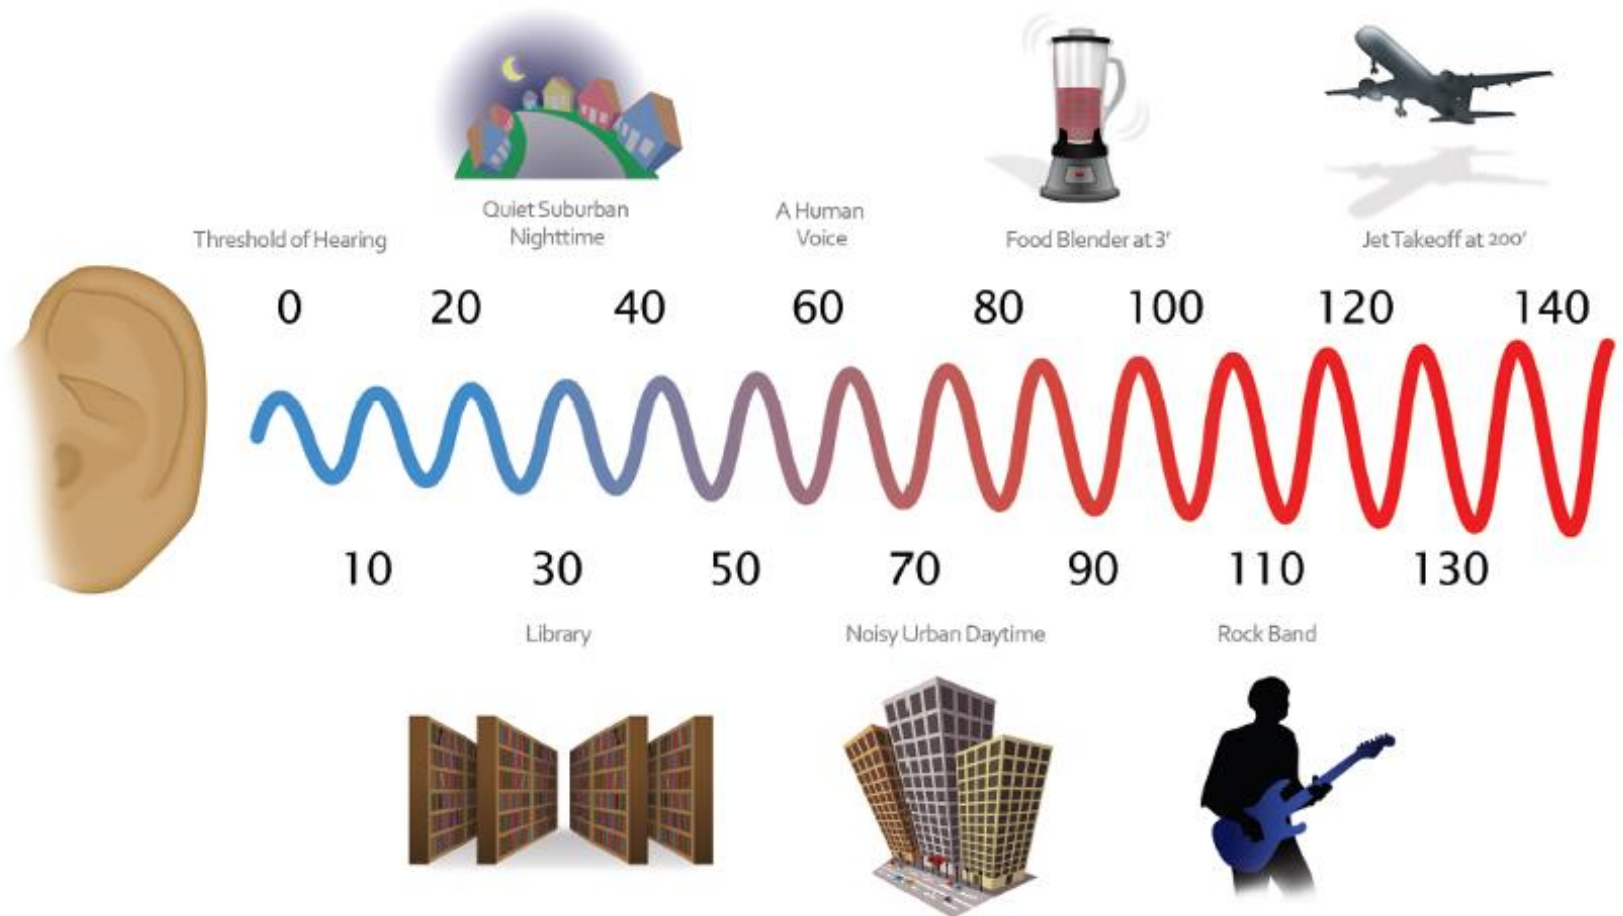 Threshold of Hearing
Quiet Suburban
Nighttime
A Human
Voice
Food Blender at 3'
Jet Takeoff at 200'
0 20 40 60 80 100 120 140
10 30 50 70 90 110 130
Library
Noisy Urban Daytime
Rock Band